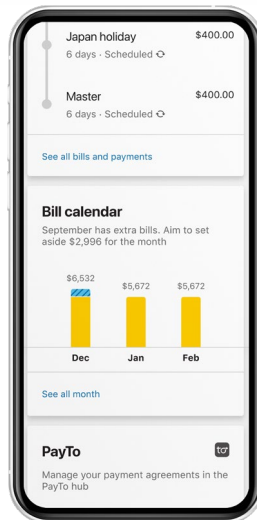 Japan holiday $400.00
6 days · Scheduled
Master $400.00
6 days · Scheduled
See all bills and payments
Bill calendar
September has extra bills. Aim to set
aside $2,996 for the month
$6,532 $5,672 $5,672
Dec Jan Feb
See all month
PayTo
to
Manage your payment agreements in the
PayTo hub